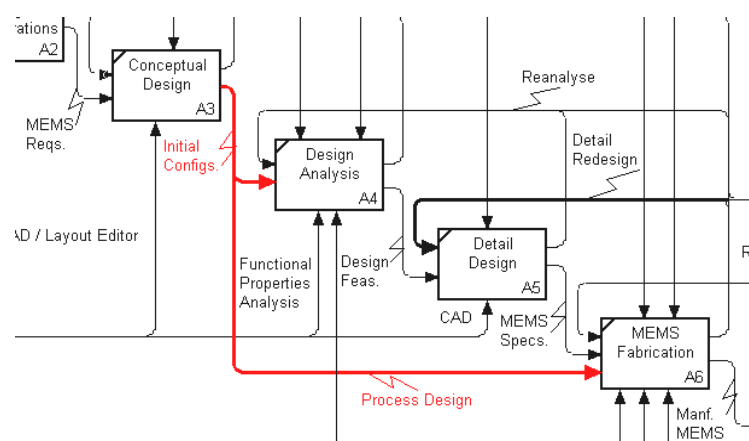 ations
A2
Conceptual
Design
A3
MEMS
Reqs.
Initial
Configs.
Reanalyse
Design
Analysis
A4
Detail
Redesign
AD / Layout Editor
Functional
Properties
Analysis
Design
Feas.
Detail
Design
A5
R
CAD
MEMS
Specs.
MEMS
Fabrication
A6
Process Design
Manf.
MEMS